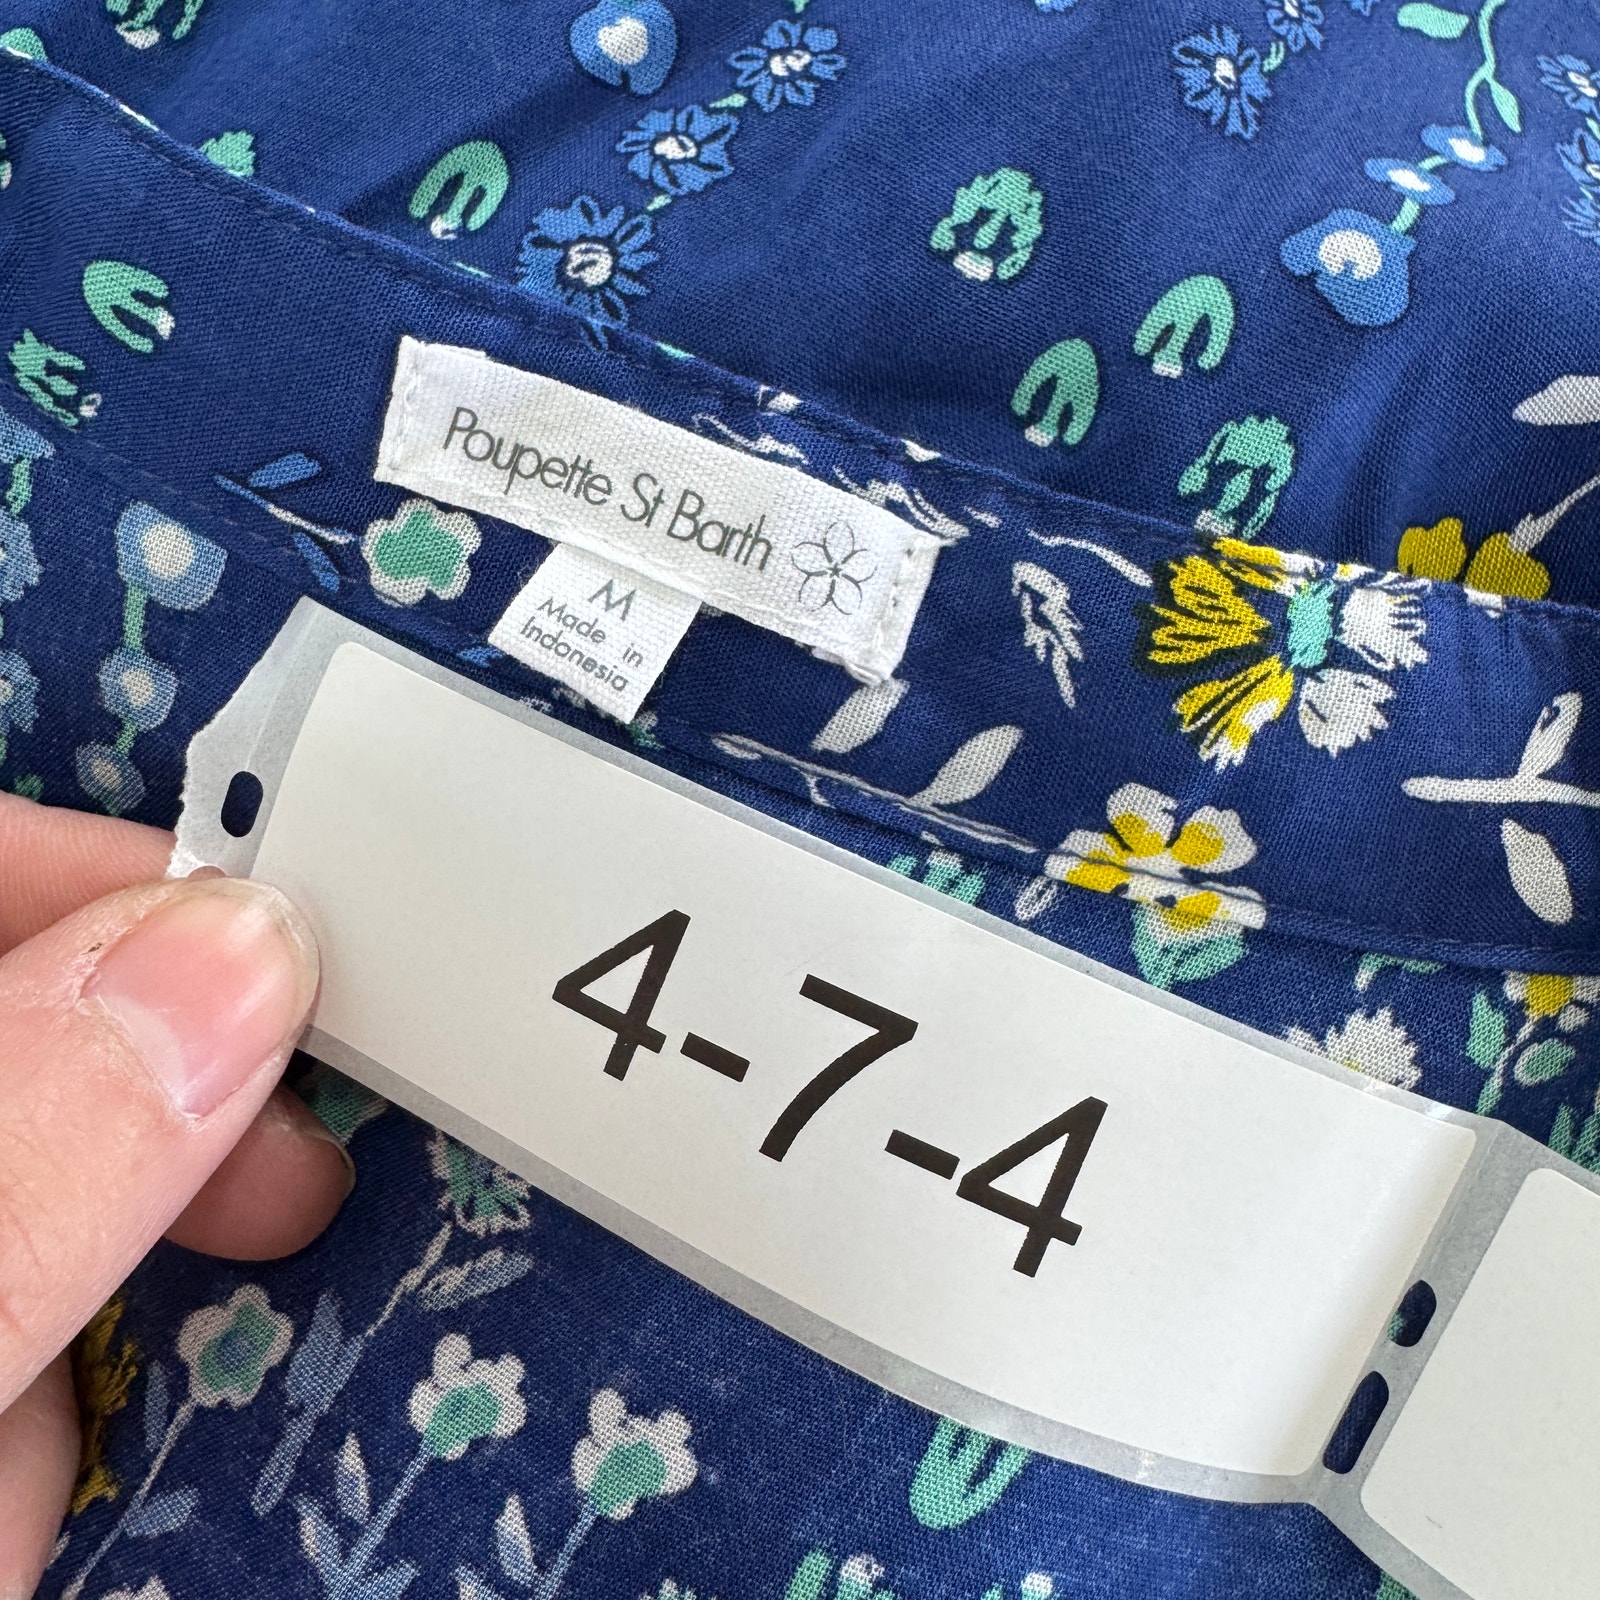 Poupette St Barth
M
Made in
Indonesia
4-7-4